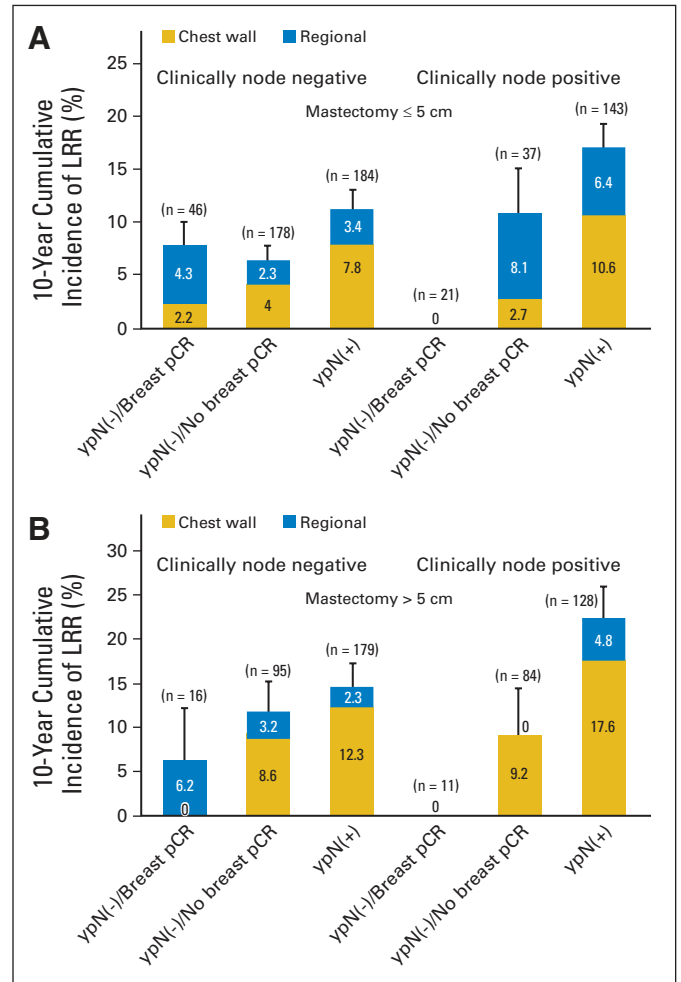 A
Chest wall
Regional
Clinically node negative
Clinically node positive
Mastectomy ≤ 5 cm
10-Year Cumulative
Incidence of LRR (%)
25
20
15
10
5
0
(n = 46)
4.3
2.2
(n = 178)
2.3
4
(n = 184)
3.4
7.8
(n = 21)
0
(n = 37)
8.1
2.7
(n = 143)
6.4
10.6
ypN(-)/Breast pCR
ypN(-)/No breast pCR
ypN(+)
ypN(-)/Breast pCR
ypN(-)/No breast pCR
ypN(+)
B
Chest wall
Regional
Clinically node negative
Clinically node positive
Mastectomy > 5 cm
10-Year Cumulative
Incidence of LRR (%)
30
25
20
15
10
5
0
(n = 16)
6.2
0
(n = 95)
3.2
8.6
(n = 179)
2.3
12.3
(n = 11)
0
(n = 84)
0
9.2
(n = 128)
4.8
17.6
ypN(-)/Breast pCR
ypN(-)/No breast pCR
ypN(+)
ypN(-)/Breast pCR
ypN(-)/No breast pCR
ypN(+)